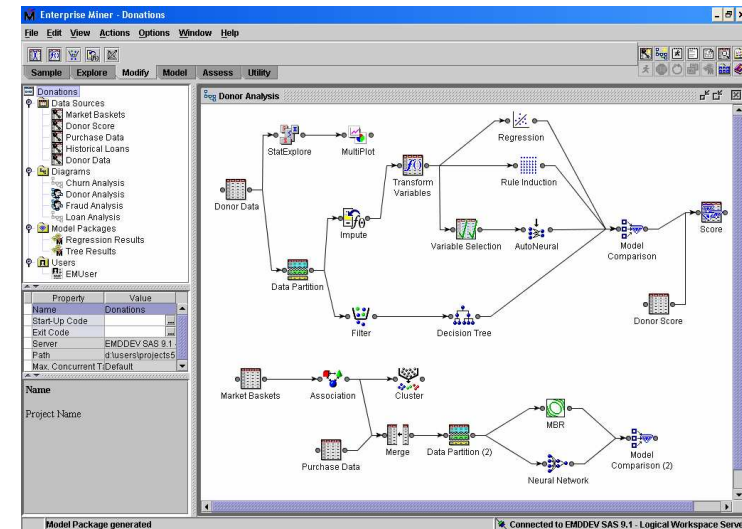 Enterprise Miner - Donations
File Edit View Actions Options Window Help
Sample Explore Modify Model Assess Utility
Donations
Data Sources
Market Baskets
Donor Score
Purchase Data
Historical Loans
Donor Data
Diagrams
Churn Analysis
Donor Analysis
Fraud Analysis
Loan Analysis
Model Packages
Regression Results
Tree Results
Users
EMUser
Property Value
Name Donations
Start-Up Code
Exit Code
Server EMDDEV SAS 9.1 -
Path d:\users\projects5
Max. Concurrent T Default
Name
Project Name
Donor Analysis
StatExplore
MultiPlot
Regression
Donor Data
Transform
Variables
Rule Induction
Impute
Variable Selection
AutoNeural
Model
Comparison
Score
Data Partition
Filter
Decision Tree
Donor Score
Market Baskets
Association
Cluster
MBR
Purchase Data
Merge
Data Partition (2)
Neural Network
Model
Comparison (2)
Model Package generated
Connected to EMDDEV SAS 9.1 - Logical Workspace Serve